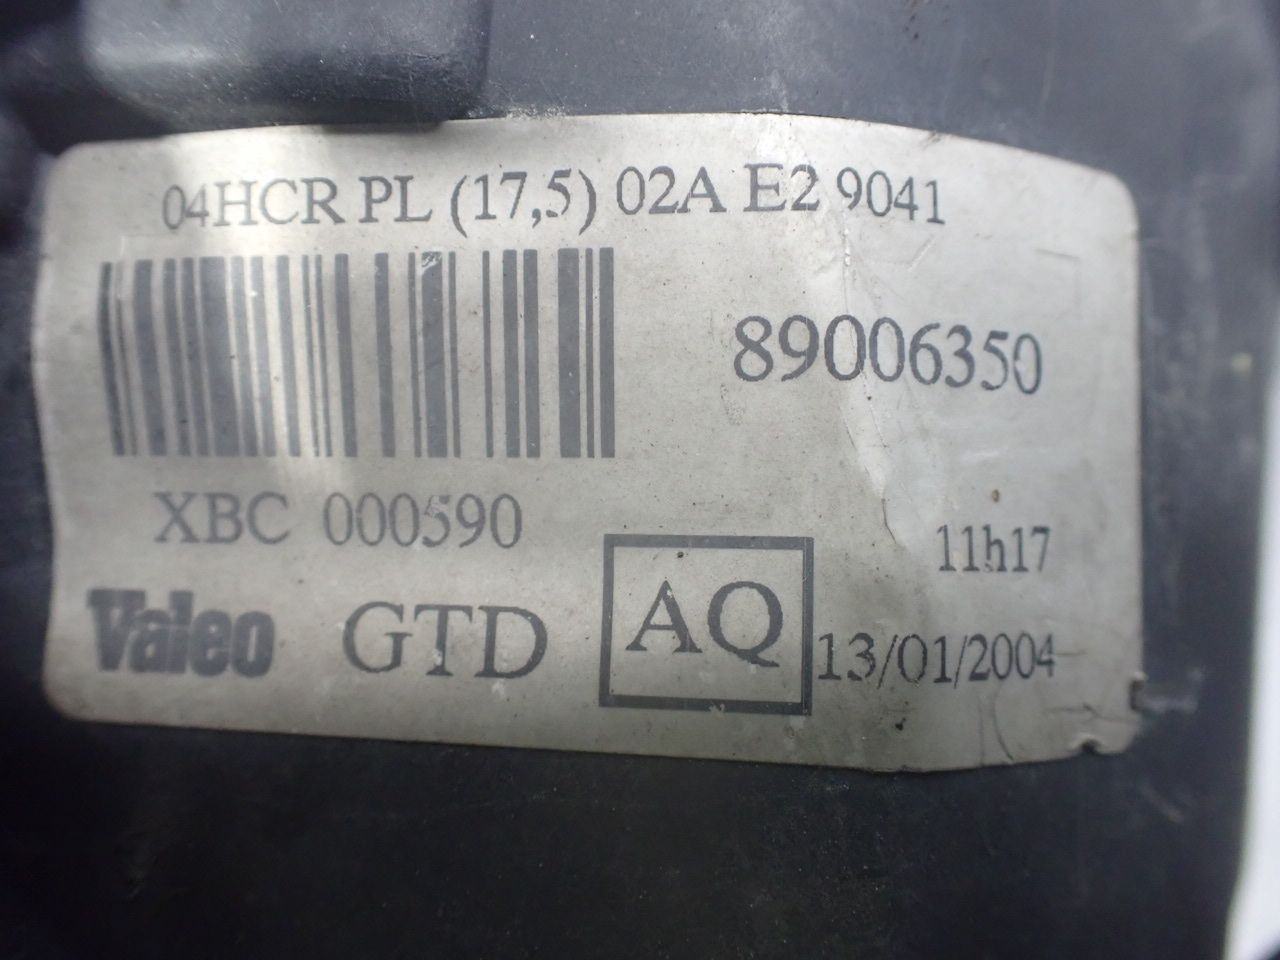 04HCR PL (17,5) 02A E2 9041
89006350
XBC 000590
11h17
Valeo GTD AQ 13/01/2004